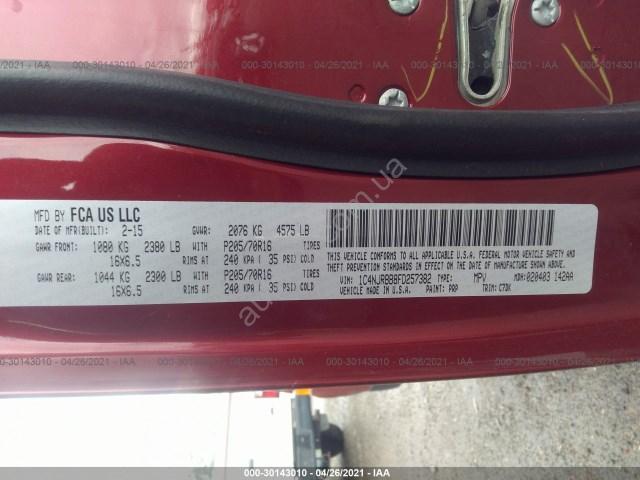 000-30143010 - 04/26/2021 - IAA
MFD BY FCA US LLC
DATE OF MFR(BUILT): 2-15 GVWR: 2076 KG 4575 LB
GAWR FRONT: 1080 KG 2380 LB WITH P205/70R16 TIRES
16X6.5 RIMS AT 240 KPA ( 35 PSI) COLD
GAWR REAR: 1044 KG 2300 LB WITH P205/70R16 TIRES
16X6.5 RIMS AT 240 KPA ( 35 PSI) COLD
THIS VEHICLE CONFORMS TO ALL APPLICABLE U.S.A. FEDERAL MOTOR VEHICLE SAFETY AND
THEFT PREVENTION STANDARDS IN EFFECT ON THE DATE OF MANUFACTURE SHOWN ABOVE.
VIN: 1C4NJRBB8FD257382 TYPE: MPV MDH: 020403 142AA
PAINT: PRP TRIM: C7DK
000-30143010 - 04/26/2021 - IAA